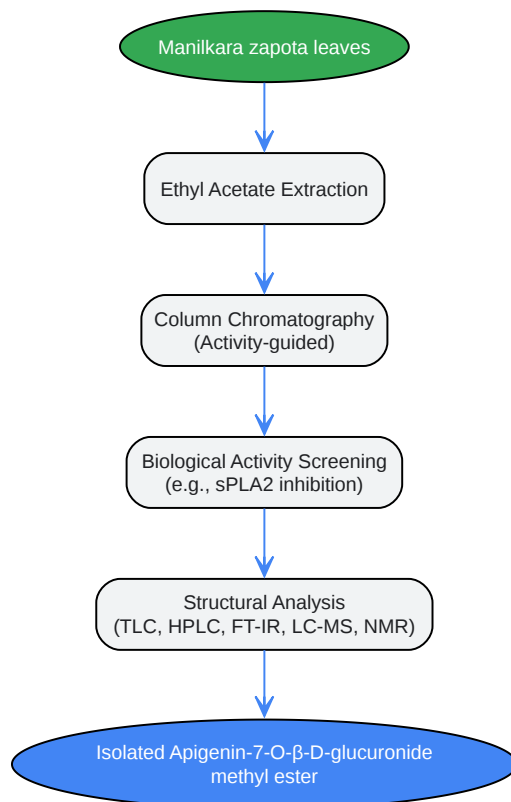 Manilkara zapota leaves
Ethyl Acetate Extraction
Column Chromatography
(Activity-guided)
Biological Activity Screening
(e.g., sPLA2 inhibition)
Structural Analysis
(TLC, HPLC, FT-IR, LC-MS, NMR)
Isolated Apigenin-7-O-β-D-glucuronide
methyl ester